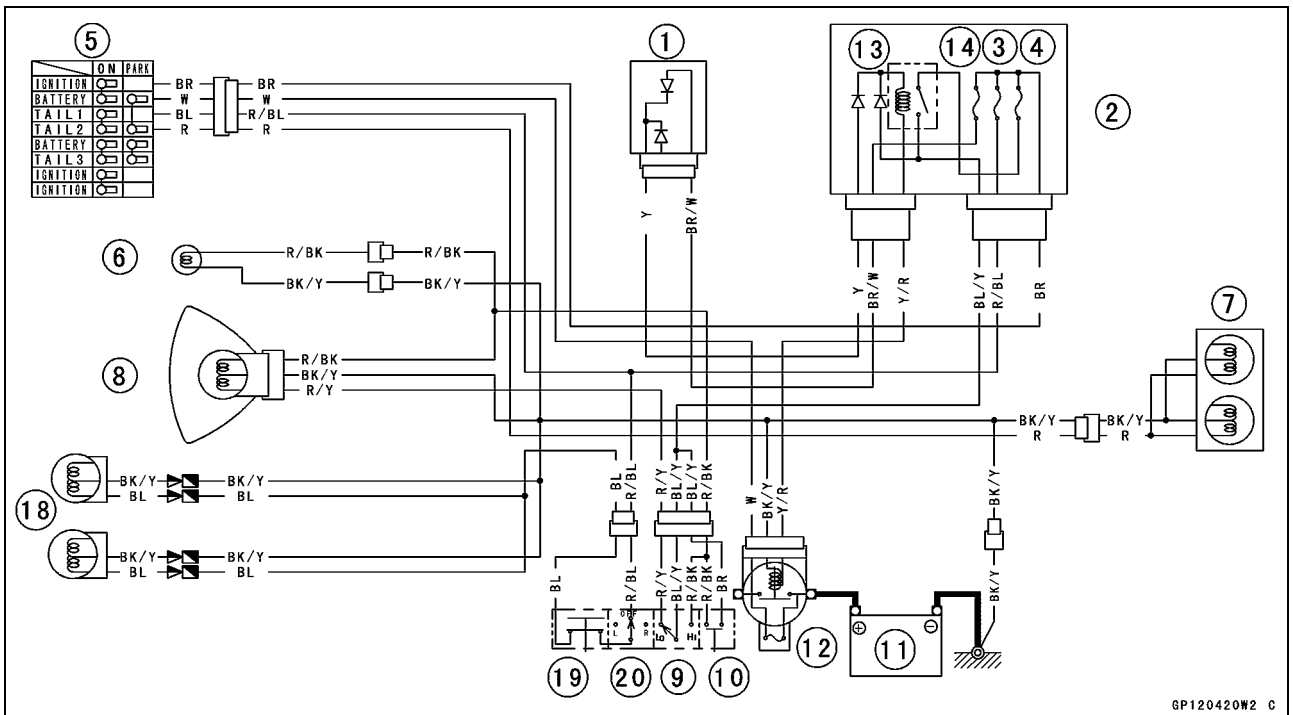 5
ON PARK
IGNITION
BATTERY
TAIL1
TAIL2
BATTERY
TAIL3
IGNITION
IGNITION
BR BR
W W
BL R/BL
R R
1
Y
BR/W
13 14 3 4
2
Y
BR/W
Y/R
BL/Y
R/BL
BR
6
R/BK R/BK
BK/Y BK/Y
8
R/BK
BK/Y
R/Y
7
BK/Y BK/Y
R R
18
BK/Y BK/Y
BL BL
BK/Y BK/Y
BL BL
BL
R/BL
R/Y
BL/Y
BL/Y
R/BK
W
BK/Y
Y/R
BK/Y
BK/Y
BL
R/BL
R/Y
BL/Y
R/BK
R/BK
BR
OFF
L R
Lo Hi
19 20 9 10
12
+ −
11
GP120420W2 C